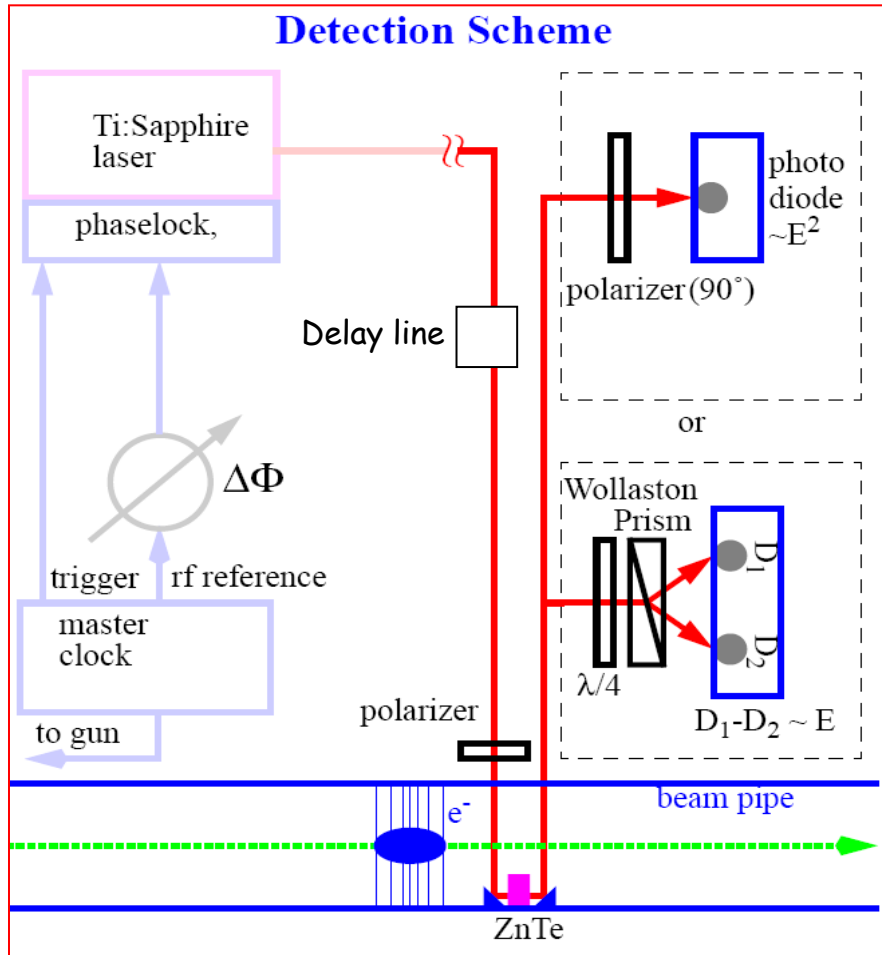 Detection Scheme
Ti:Sapphire
laser
phaselock,
Delay line
ΔΦ
trigger
rf reference
master
clock
to gun
polarizer
photo
diode
~E²
polarizer (90°)
or
Wollaston
Prism
D₁
D₂
λ/4
D₁-D₂ ~ E
beam pipe
e⁻
ZnTe